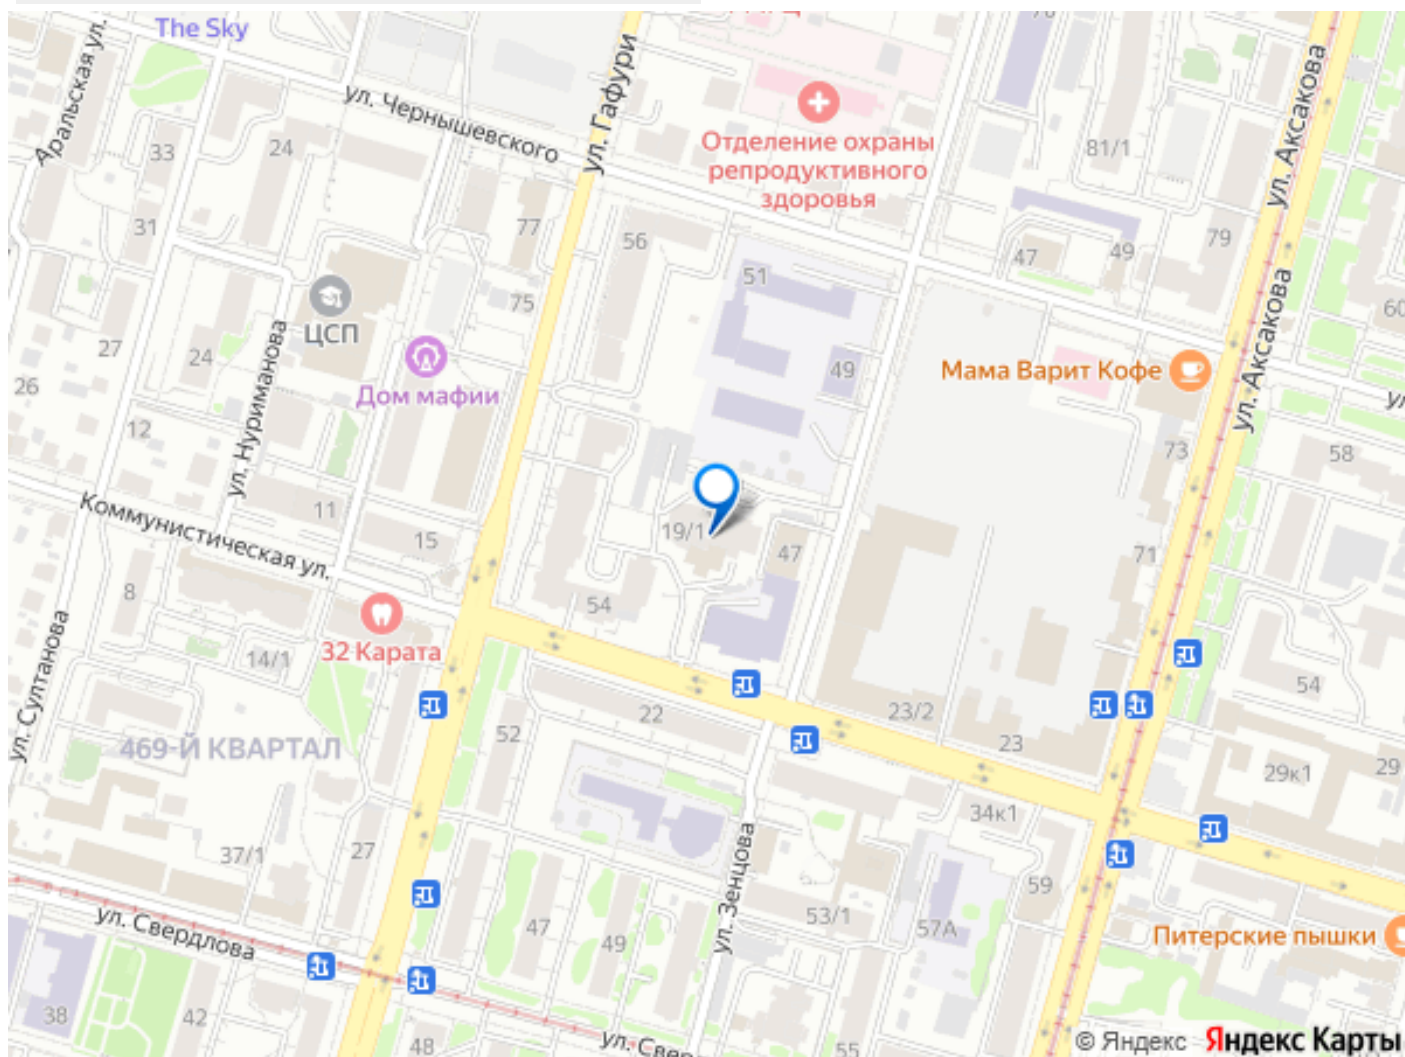 The Sky
Аральская ул.
ул. Чернышевского
ул. Гафури
Отделение охраны
репродуктивного
здоровья
ул. Аксакова
81/1
33
24
31
77
56
51
47
49
79
60
ЦСП
75
ул. Аксакова
27
24
Дом мафии
49
Мама Варит Кофе
26
12
ул. Нуриманова
73
58
Коммунистическая ул.
11
15
19/1
47
71
8
54
32 Карата
14/1
ул. Султанова
469-Й КВАРТАЛ
52
22
23/2
23
54
29к1
29
34к1
37/1
27
ул. Зенцова
59
47
49
53/1
57А
ул. Свердлова
Питерские пышки
38
42
48
55
© Яндекс Яндекс Карты